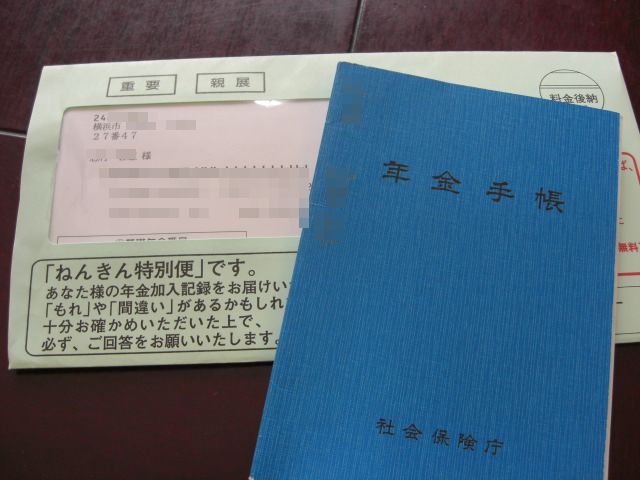 重要
親展
料金後納
24
横浜市
27番47
様
「ねんきん特別便」です。
あなた様の年金加入記録をお届けい
「もれ」や「間違い」があるかもしれ
十分お確かめいただいた上で、
必ず、ご回答をお願いいたします。
無料
年金手帳
社会保険庁